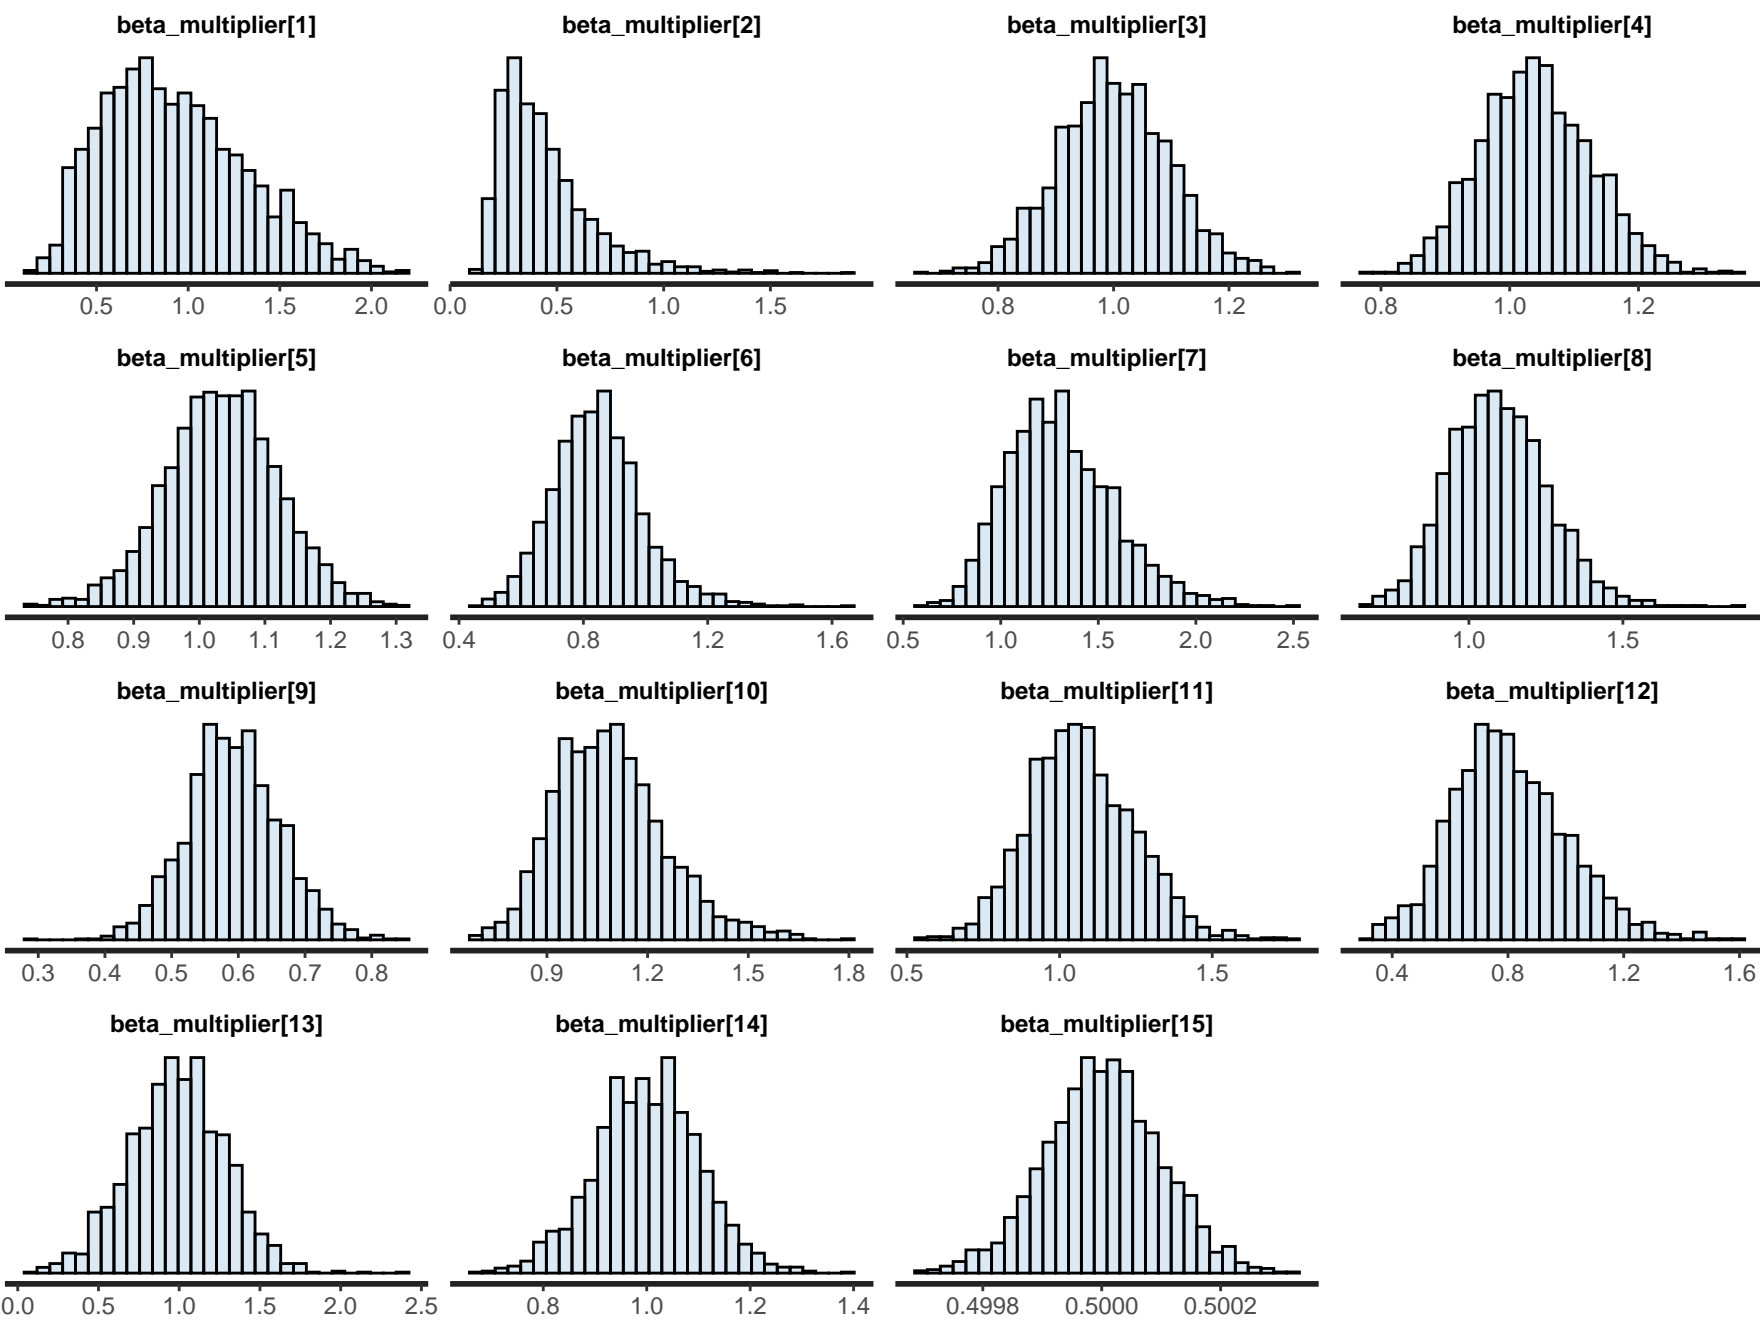 beta_multiplier[1] beta_multiplier[2] beta_multiplier[3] beta_multiplier[4]
0.5 1.0 1.5 2.0 0.0 0.5 1.0 1.5 0.8 1.0 1.2 0.8 1.0 1.2
beta_multiplier[5] beta_multiplier[6] beta_multiplier[7] beta_multiplier[8]
0.8 0.9 1.0 1.1 1.2 1.3 0.4 0.8 1.2 1.6 0.5 1.0 1.5 2.0 2.5 1.0 1.5
beta_multiplier[9] beta_multiplier[10] beta_multiplier[11] beta_multiplier[12]
0.3 0.4 0.5 0.6 0.7 0.8 0.9 1.2 1.5 1.8 0.5 1.0 1.5 0.4 0.8 1.2 1.6
beta_multiplier[13] beta_multiplier[14] beta_multiplier[15]
0.0 0.5 1.0 1.5 2.0 2.5 0.8 1.0 1.2 1.4 0.4998 0.5000 0.5002